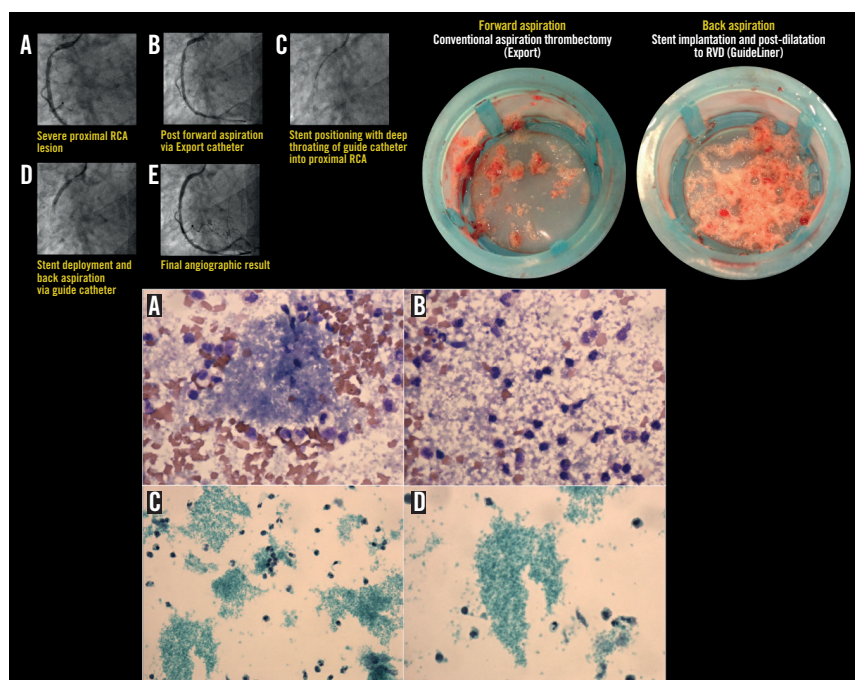 Forward aspiration
Conventional aspiration thrombectomy
(Export)
Back aspiration
Stent implantation and post-dilatation
to RVD (GuideLiner)
A
B
C
Severe proximal RCA
lesion
Post forward aspiration
via Export catheter
Stent positioning with deep
throating of guide catheter
into proximal RCA
D
E
Stent deployment and
back aspiration
via guide catheter
Final angiographic result
A
B
C
D